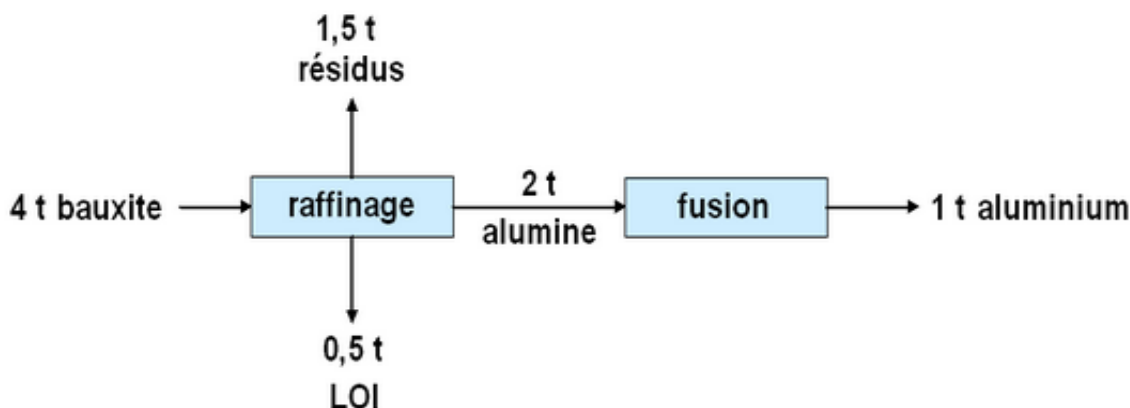 1,5 t
résidus
4 t bauxite
raffinage
2 t
alumine
fusion
1 t aluminium
0,5 t
LOI